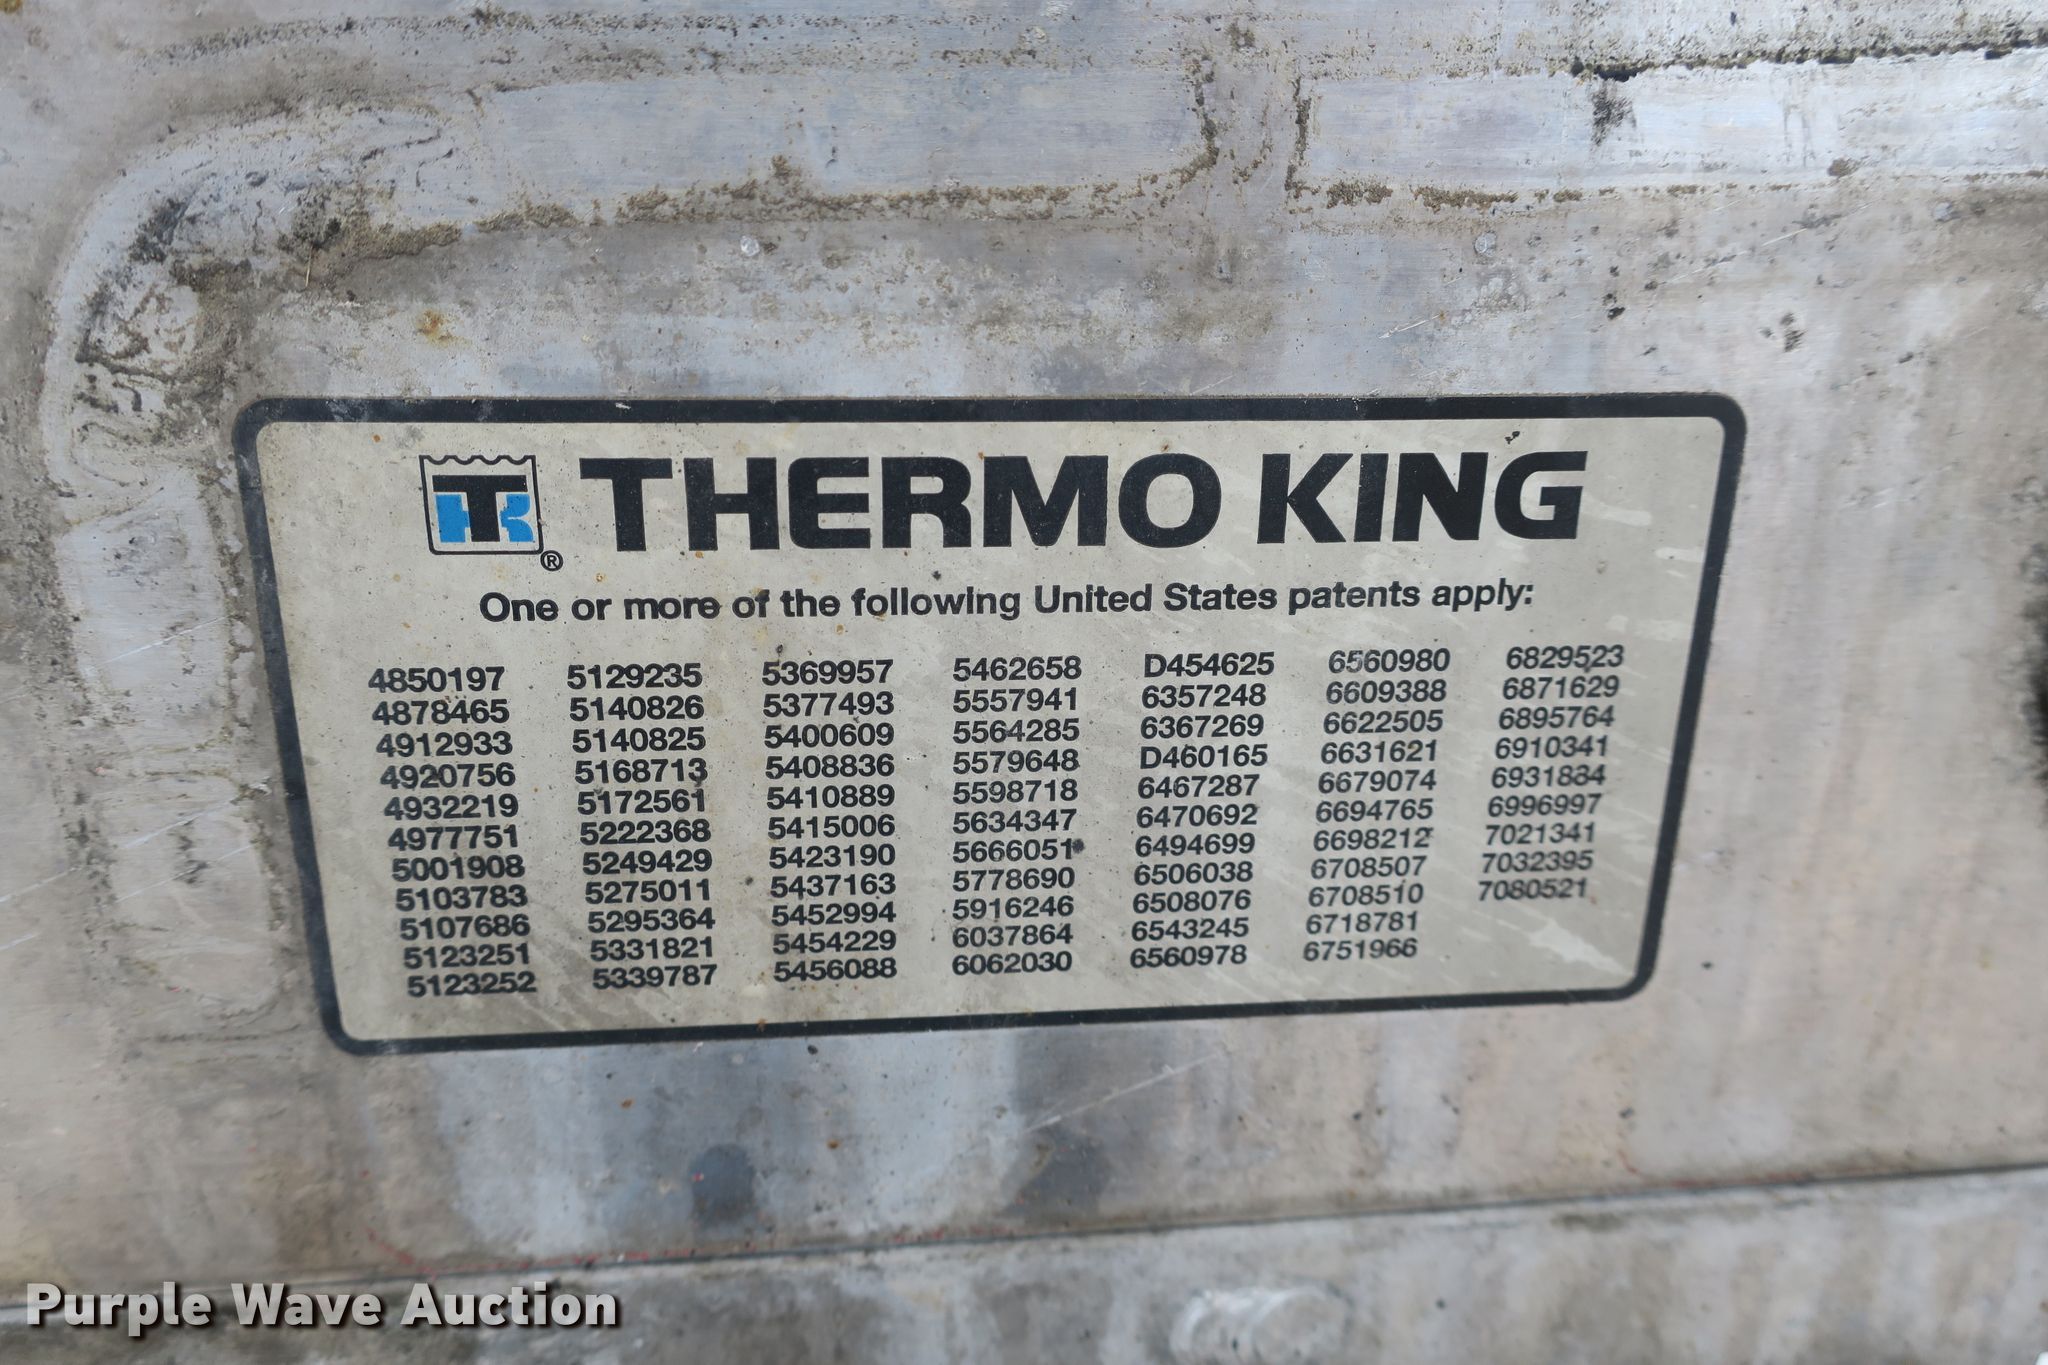 TK
®
THERMO KING
One or more of the following United States patents apply:
4850197 5129235 5369957 5462658 D454625 6560980 6829523
4878465 5140826 5377493 5557941 6357248 6609388 6871629
4912933 5140825 5400609 5564285 6367269 6622505 6895764
4920756 5168713 5408836 5579648 D460165 6631621 6910341
4932219 5172561 5410889 5598718 6467287 6679074 6931834
4977751 5222368 5415006 5634347 6470692 6694765 6996997
5001908 5249429 5423190 5666051 6494699 6698212 7021341
5103783 5275011 5437163 5778690 6506038 6708507 7032395
5107686 5295364 5452994 5916246 6508076 6708510 7080521
5123251 5331821 5454229 6037864 6543245 6718781
5123252 5339787 5456088 6062030 6560978 6751966
Purple Wave Auction